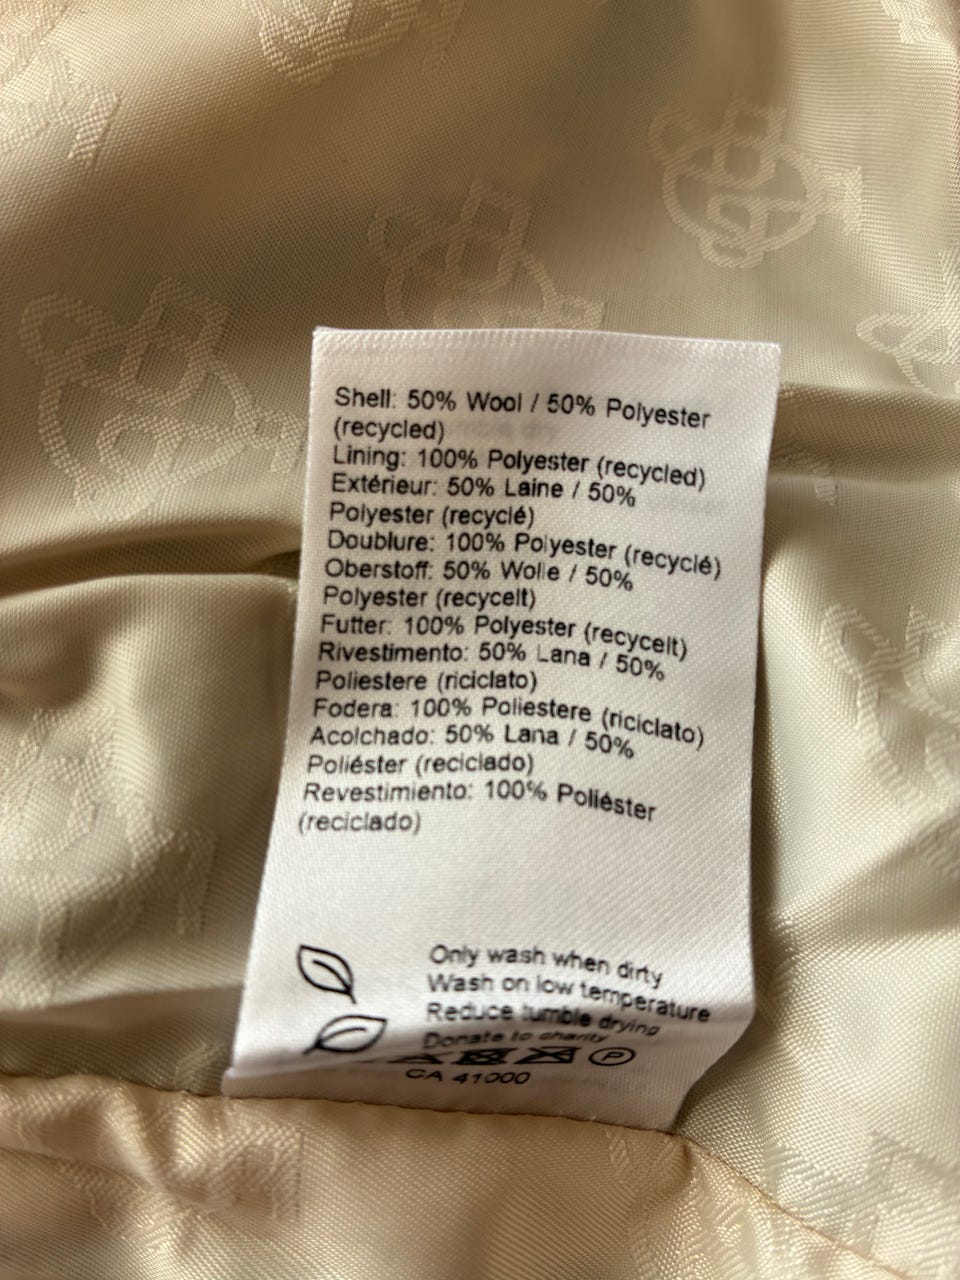 Shell: 50% Wool / 50% Polyester
(recycled)
Lining: 100% Polyester (recycled)
Extérieur: 50% Laine / 50%
Polyester (recyclé)
Doublure: 100% Polyester (recyclé)
Oberstoff: 50% Wolle / 50%
Polyester (recycelt)
Futter: 100% Polyester (recycelt)
Rivestimento: 50% Lana / 50%
Poliestere (riciclato)
Fodera: 100% Poliestere (riciclato)
Acolchado: 50% Lana / 50%
Poliéster (reciclado)
Revestimiento: 100% Poliéster
(reciclado)
Only wash when dirty
Wash on low temperature
Reduce tumble drying
Donate to charity
P
CA 41000